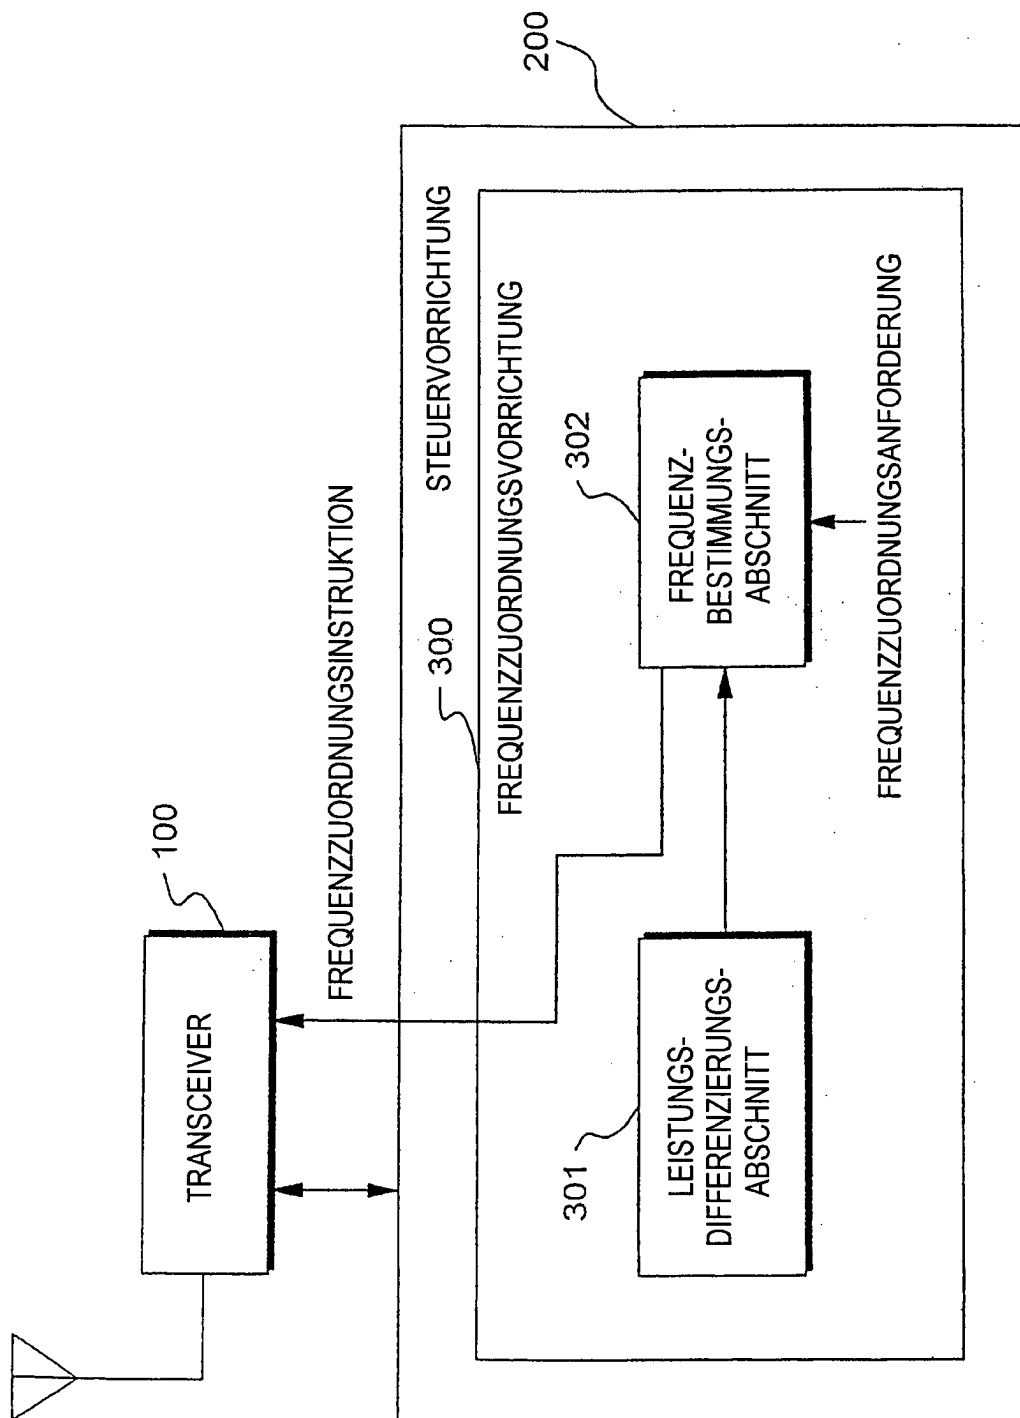 TRANSCEIVER
100
FREQUENZZUORDNUNGSINSTRUKTION
200
STEUERVORRICHTUNG
300
FREQUENZZUORDNUNGSVORRICHTUNG
301
LEISTUNGS-
DIFFERENZIERUNGS-
ABSCHNITT
302
FREQUENZ-
BESTIMMUNGS-
ABSCHNITT
FREQUENZZUORDNUNGSANFORDERUNG